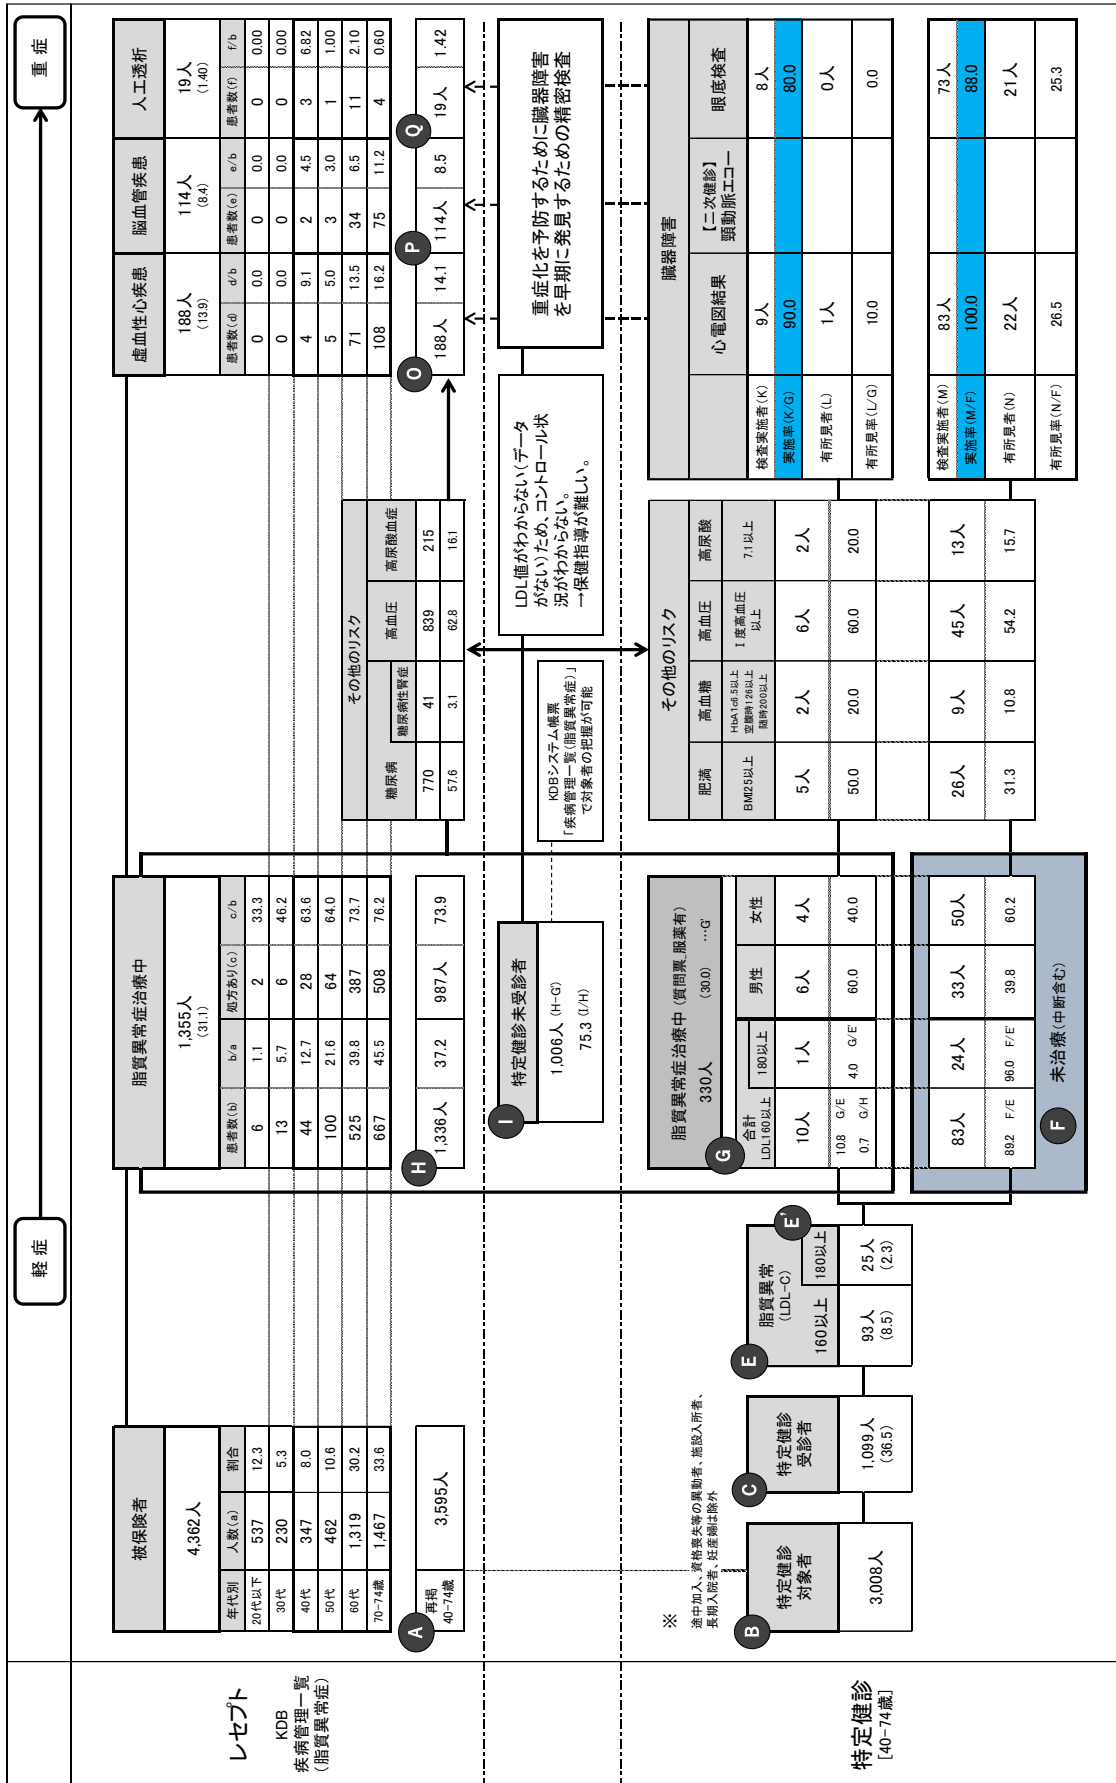 軽症
重症
レセプト
KDB
疾病管理一覧
(脂質異常症)
被保険者
4,362人
年代別 人数(a) 割合
20代以下 537 12.3
30代 230 5.3
40代 347 8.0
50代 462 10.6
60代 1,319 30.2
70-74歳 1,467 33.6
A
再掲
40-74歳
3,595人
脂質異常症治療中
1,355人
(31.1)
患者数(b) b/a 処方あり(c) c/b
6 1.1 2 33.3
13 5.7 6 46.2
44 12.7 28 63.6
100 21.6 64 64.0
525 39.8 387 73.7
667 45.5 508 76.2
H
1,336人 37.2 987人 73.9
その他のリスク
糖尿病 糖尿病性腎症 高血圧 高尿酸血症
770 41 839 215
57.6 3.1 62.8 16.1
虚血性心疾患 脳血管疾患 人工透析
188人 114人 19人
(13.9) (8.4) (1.40)
患者数(d) d/b 患者数(e) e/b 患者数(f) f/b
0 0.0 0 0.0 0 0.00
0 0.0 0 0.0 0 0.00
4 9.1 2 4.5 3 6.82
5 5.0 3 3.0 1 1.00
71 13.5 34 6.5 11 2.10
108 16.2 75 11.2 4 0.60
O P Q
188人 14.1 114人 8.5 19人 1.42
I
特定健診未受診者
1,006人 (H-G')
75.3 (I/H)
KDBシステム帳票
「疾病管理一覧(脂質異常症)」
で対象者の把握が可能
LDL値がわからない(データ
がない)ため、コントロール状
況がわからない。
→保健指導が難しい。
重症化を予防するために臓器障害
を早期に発見するための精密検査
特定健診
[40-74歳]
※
途中加入、資格喪失等の異動者、施設入所者、
長期入院者、妊産婦は除外
B
特定健診
対象者
3,008人
C
特定健診
受診者
1,099人
(36.5)
E
脂質異常
(LDL-C)
E'
160以上 180以上
93人 25人
(8.5) (2.3)
G
脂質異常症治療中 (質問票_服薬有)
330人 (30.0) …G'
合計
LDL160以上
180以上 男性 女性
10人 1人 6人 4人
10.8 G/E
0.7 G/H
4.0 G/E'
60.0 40.0
83人 24人 33人 50人
89.2 F/E 96.0 F/E' 39.8 60.2
F
未治療(中断含む)
その他のリスク
肥満 高血糖 高血圧 高尿酸
BMI25以上
HbA1c6.5以上
空腹時126以上
随時200以上
Ⅰ度高血圧
以上
7.1以上
5人 2人 6人 2人
50.0 20.0 60.0 20.0
26人 9人 45人 13人
31.3 10.8 54.2 15.7
臓器障害
心電図結果
【二次健診】
頸動脈エコー
眼底検査
検査実施者(K) 9人 8人
実施率(K/G) 90.0 80.0
有所見者(L) 1人 0人
有所見率(L/G) 10.0 0.0
検査実施者(M) 83人 73人
実施率(M/F) 100.0 88.0
有所見者(N) 22人 21人
有所見率(N/F) 26.5 25.3